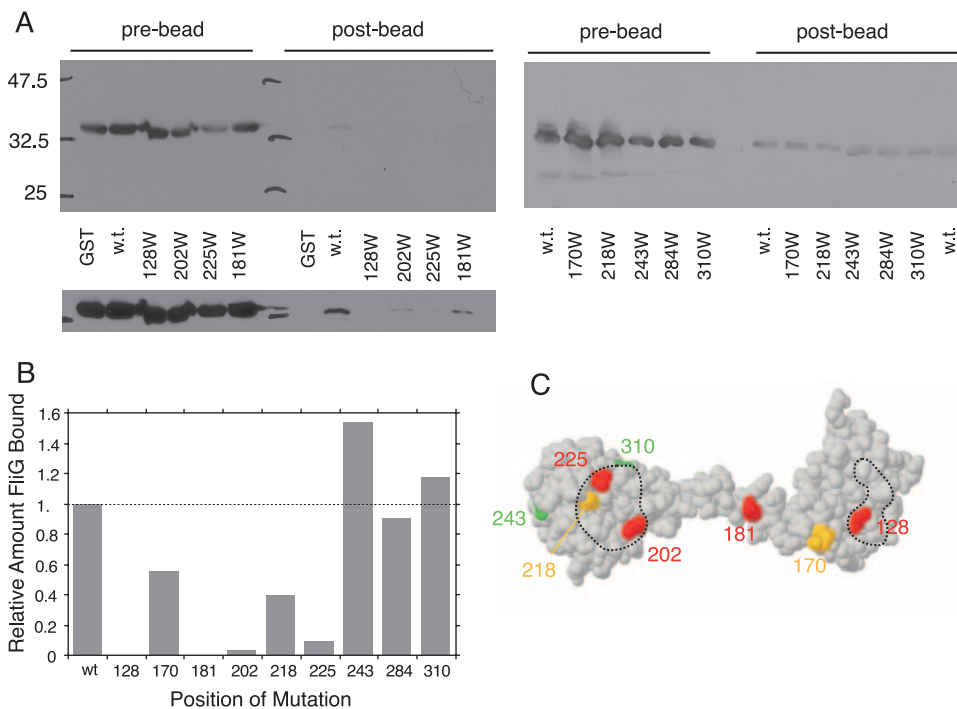 A
pre-bead
post-bead
pre-bead
post-bead
47.5
32.5
25
GST
w.t.
128W
202W
225W
181W
GST
w.t.
128W
202W
225W
181W
w.t.
170W
218W
243W
284W
310W
w.t.
170W
218W
243W
284W
310W
w.t.
B
Relative Amount FliG Bound
1.6
1.4
1.2
1.
0.8
0.6
0.4
0.2
0
wt
128
170
181
202
218
225
243
284
310
Position of Mutation
C
310
225
243
218
202
181
170
128